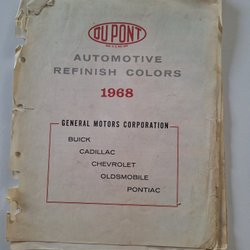 DU PONT
AUTOMOTIVE
REFINISH COLORS
1968
GENERAL MOTORS CORPORATION
BUICK
CADILLAC
CHEVROLET
OLDSMOBILE
PONTIAC